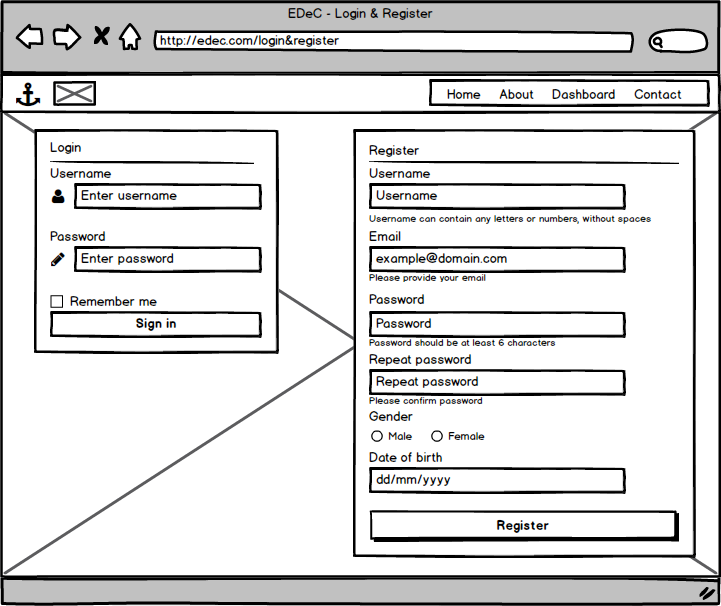 EDeC - Login & Register
http://edec.com/login&register
Home About Dashboard Contact
Login
Username
Enter username
Password
Enter password
Remember me
Sign in
Register
Username
Username
Username can contain any letters or numbers, without spaces
Email
example@domain.com
Please provide your email
Password
Password
Password should be at least 6 characters
Repeat password
Repeat password
Please confirm password
Gender
Male Female
Date of birth
dd/mm/yyyy
Register